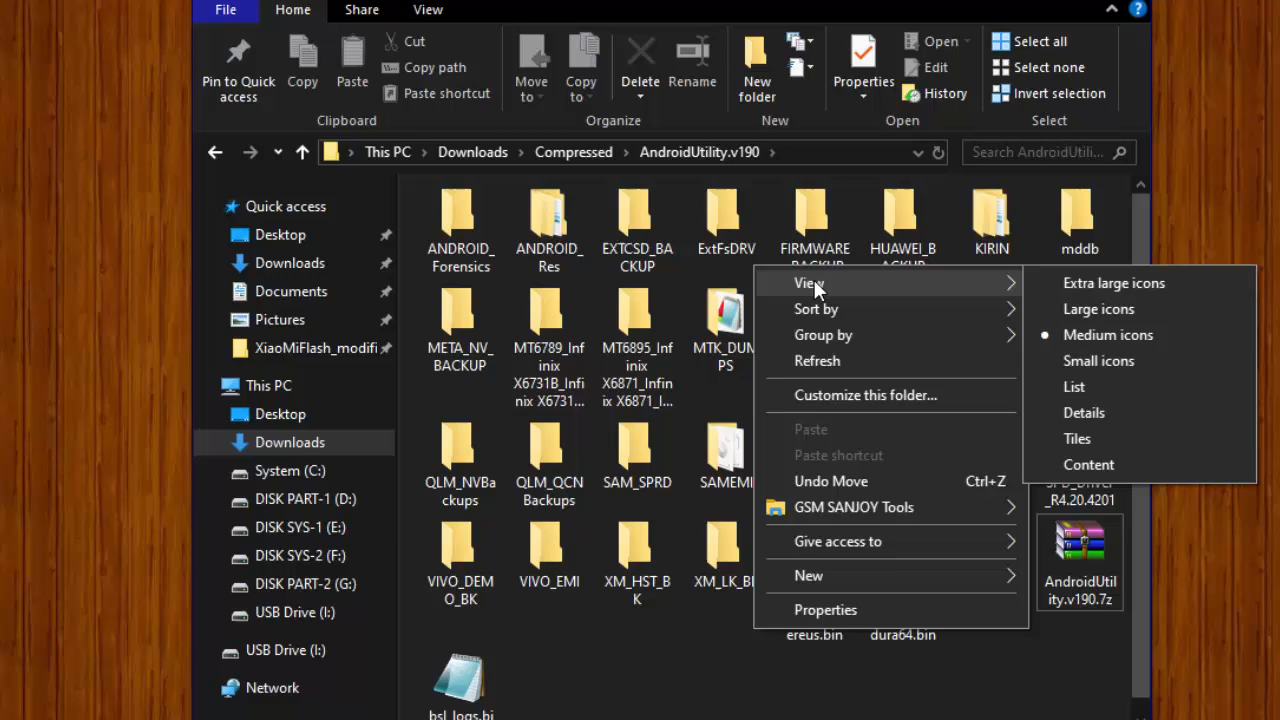 File
Home
Share
View
Pin to Quick
access
Copy
Paste
Cut
Copy path
Paste shortcut
Clipboard
Move
to
Copy
to
Delete
Rename
Organize
New
folder
New
Properties
Open
Edit
History
Open
Select all
Select none
Invert selection
Select
This PC
Downloads
Compressed
AndroidUtility.v190
Search AndroidUtili...
Quick access
Desktop
Downloads
Documents
Pictures
XiaoMiFlash_modifi
This PC
Desktop
Downloads
System (C:)
DISK PART-1 (D:)
DISK SYS-1 (E:)
DISK SYS-2 (F:)
DISK PART-2 (G:)
USB Drive (I:)
USB Drive (I:)
Network
ANDROID_
Forensics
ANDROID_
Res
EXTCSD_BA
CKUP
ExtFsDRV
FIRMWARE
HUAWEI_B
KIRIN
mddb
META_NV_
BACKUP
MT6789_Inf
inix
X6731B_Infi
nix X6731...
MT6895_Inf
inix
X6871_Infin
ix X6871_I...
MTK_DUM
PS
QLM_NVBa
ckups
QLM_QCN
Backups
SAM_SPRD
SAMEMI
R4.20.4201
VIVO_DEM
O_BK
VIVO_EMI
XM_HST_B
K
XM_LK_B
ereus.bin
dura64.bin
AndroidUtil
ity.v190.7z
bsl_logs.bi
View
Sort by
Group by
Refresh
Customize this folder...
Paste
Paste shortcut
Undo Move
Ctrl+Z
GSM SANJOY Tools
Give access to
New
Properties
Extra large icons
Large icons
Medium icons
Small icons
List
Details
Tiles
Content